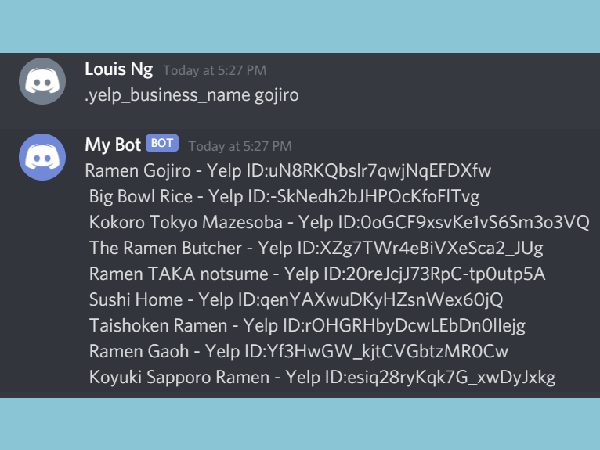 Louis Ng Today at 5:27 PM
.yelp_business_name gojiro
My Bot BOT Today at 5:27 PM
Ramen Gojiro - Yelp ID:uN8RKQbslr7qwjNqEFDXfw
Big Bowl Rice - Yelp ID:-SkNedh2bJHPOcKfoFlTvg
Kokoro Tokyo Mazesoba - Yelp ID:0oGCF9xsvKe1vS6Sm3o3VQ
The Ramen Butcher - Yelp ID:XZg7TWr4eBiVXeSca2_JUg
Ramen TAKA notsume - Yelp ID:20reJcjJ73RpC-tp0utp5A
Sushi Home - Yelp ID:qenYAXwuDKyHZsnWex60jQ
Taishoken Ramen - Yelp ID:rOHGRHbyDcwLEbDn0lIejg
Ramen Gaoh - Yelp ID:Yf3HwGW_kjtCVGbtzMR0Cw
Koyuki Sapporo Ramen - Yelp ID:esiq28ryKqk7G_xwDyJxkg